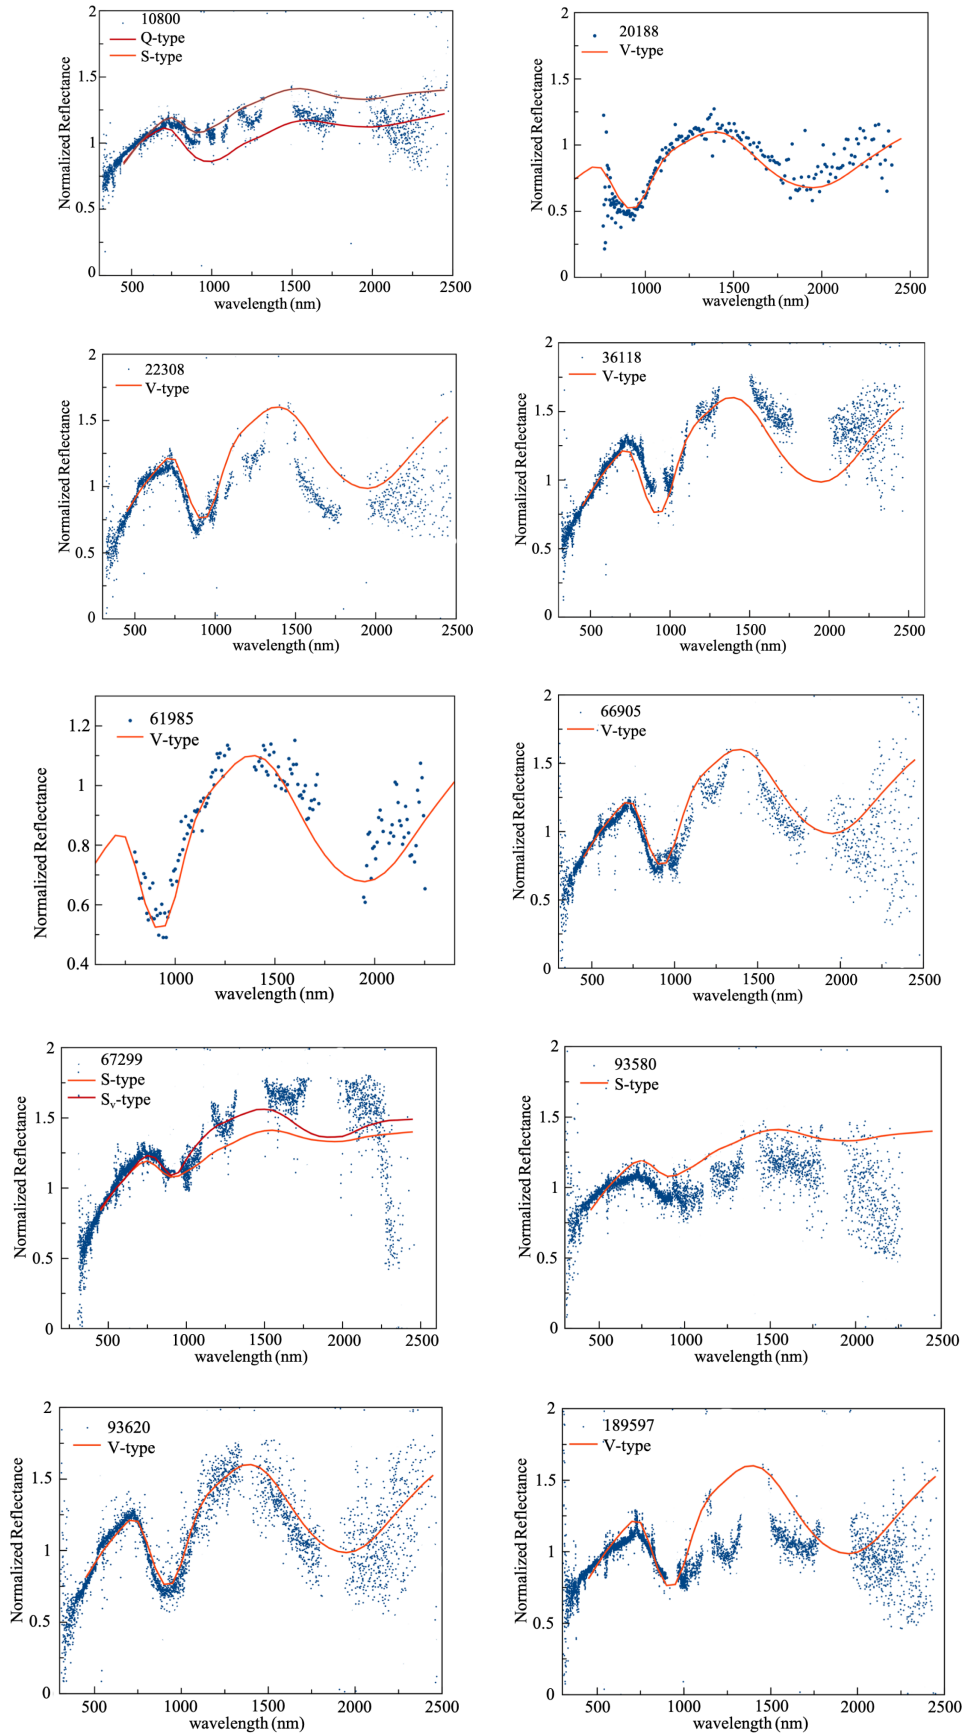 10800
Q-type
S-type
Normalized Reflectance
2
1.5
1
0.5
0
500 1000 1500 2000 2500
wavelength (nm)
20188
V-type
Normalized Reflectance
2
1.5
1
0.5
0
1000 1500 2000 2500
wavelength (nm)
22308
V-type
Normalized Reflectance
2
1.5
1
0.5
0
500 1000 1500 2000 2500
wavelength (nm)
36118
V-type
Normalized Reflectance
2
1.5
1
0.5
0
500 1000 1500 2000 2500
wavelength (nm)
61985
V-type
Normalized Reflectance
1.2
1
0.8
0.6
0.4
1000 1500 2000
wavelength (nm)
66905
V-type
Normalized Reflectance
2
1.5
1
0.5
0
500 1000 1500 2000 2500
wavelength (nm)
67299
S-type
Sv-type
Normalized Reflectance
2
1.5
1
0.5
0
500 1000 1500 2000 2500
wavelength (nm)
93580
S-type
Normalized Reflectance
2
1.5
1
0.5
0
500 1000 1500 2000 2500
wavelength (nm)
93620
V-type
Normalized Reflectance
2
1.5
1
0.5
0
500 1000 1500 2000 2500
wavelength (nm)
189597
V-type
Normalized Reflectance
2
1.5
1
0.5
0
500 1000 1500 2000 2500
wavelength (nm)